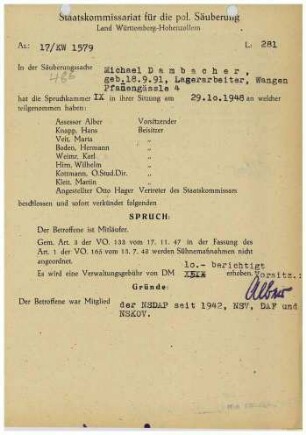 Staatskommissariat für die pol. Säuberung
Land Württemberg-Hohenzollern
Az.: 17/KW 1579
L. 281
In der Säuberungssache
Michael Dambacher,
geb.18.9.91, Lagerarbeiter, Wangen
Pfanengässle 4
hat die Spruchkammer IX in ihrer Sitzung am 29.10.1948 an welcher
teilgenommen haben:
Assessor Alber Vorsitzender
Knapp, Hans Beisitzer
Veit, Maria "
Boden, Hermann "
Weimr, Karl "
Hirn, Wilhelm "
Kottmann, O.Stud.Dir. "
Kleit, Martin "
Angestellter Otto Hager Vertreter des Staatskommissars
beschlossen und sofort verkündet folgenden
SPRUCH:
Der Betroffene ist Mitläufer.
Gem. Art. 3 der VO. 133 vom 17. 11. 47 in der Fassung des
Art. 1 der VO. 165 vom 13. 7. 48 werden Sühnemaßnahmen nicht
angeordnet.
10.- berichtigt
Es wird eine Verwaltungsgebühr von DM erhoben. Vorsitz.:
Alber
Gründe:
Der Betroffene war Mitglied der NSDAP seit 1942, NSV, DAF und
NSKOV.